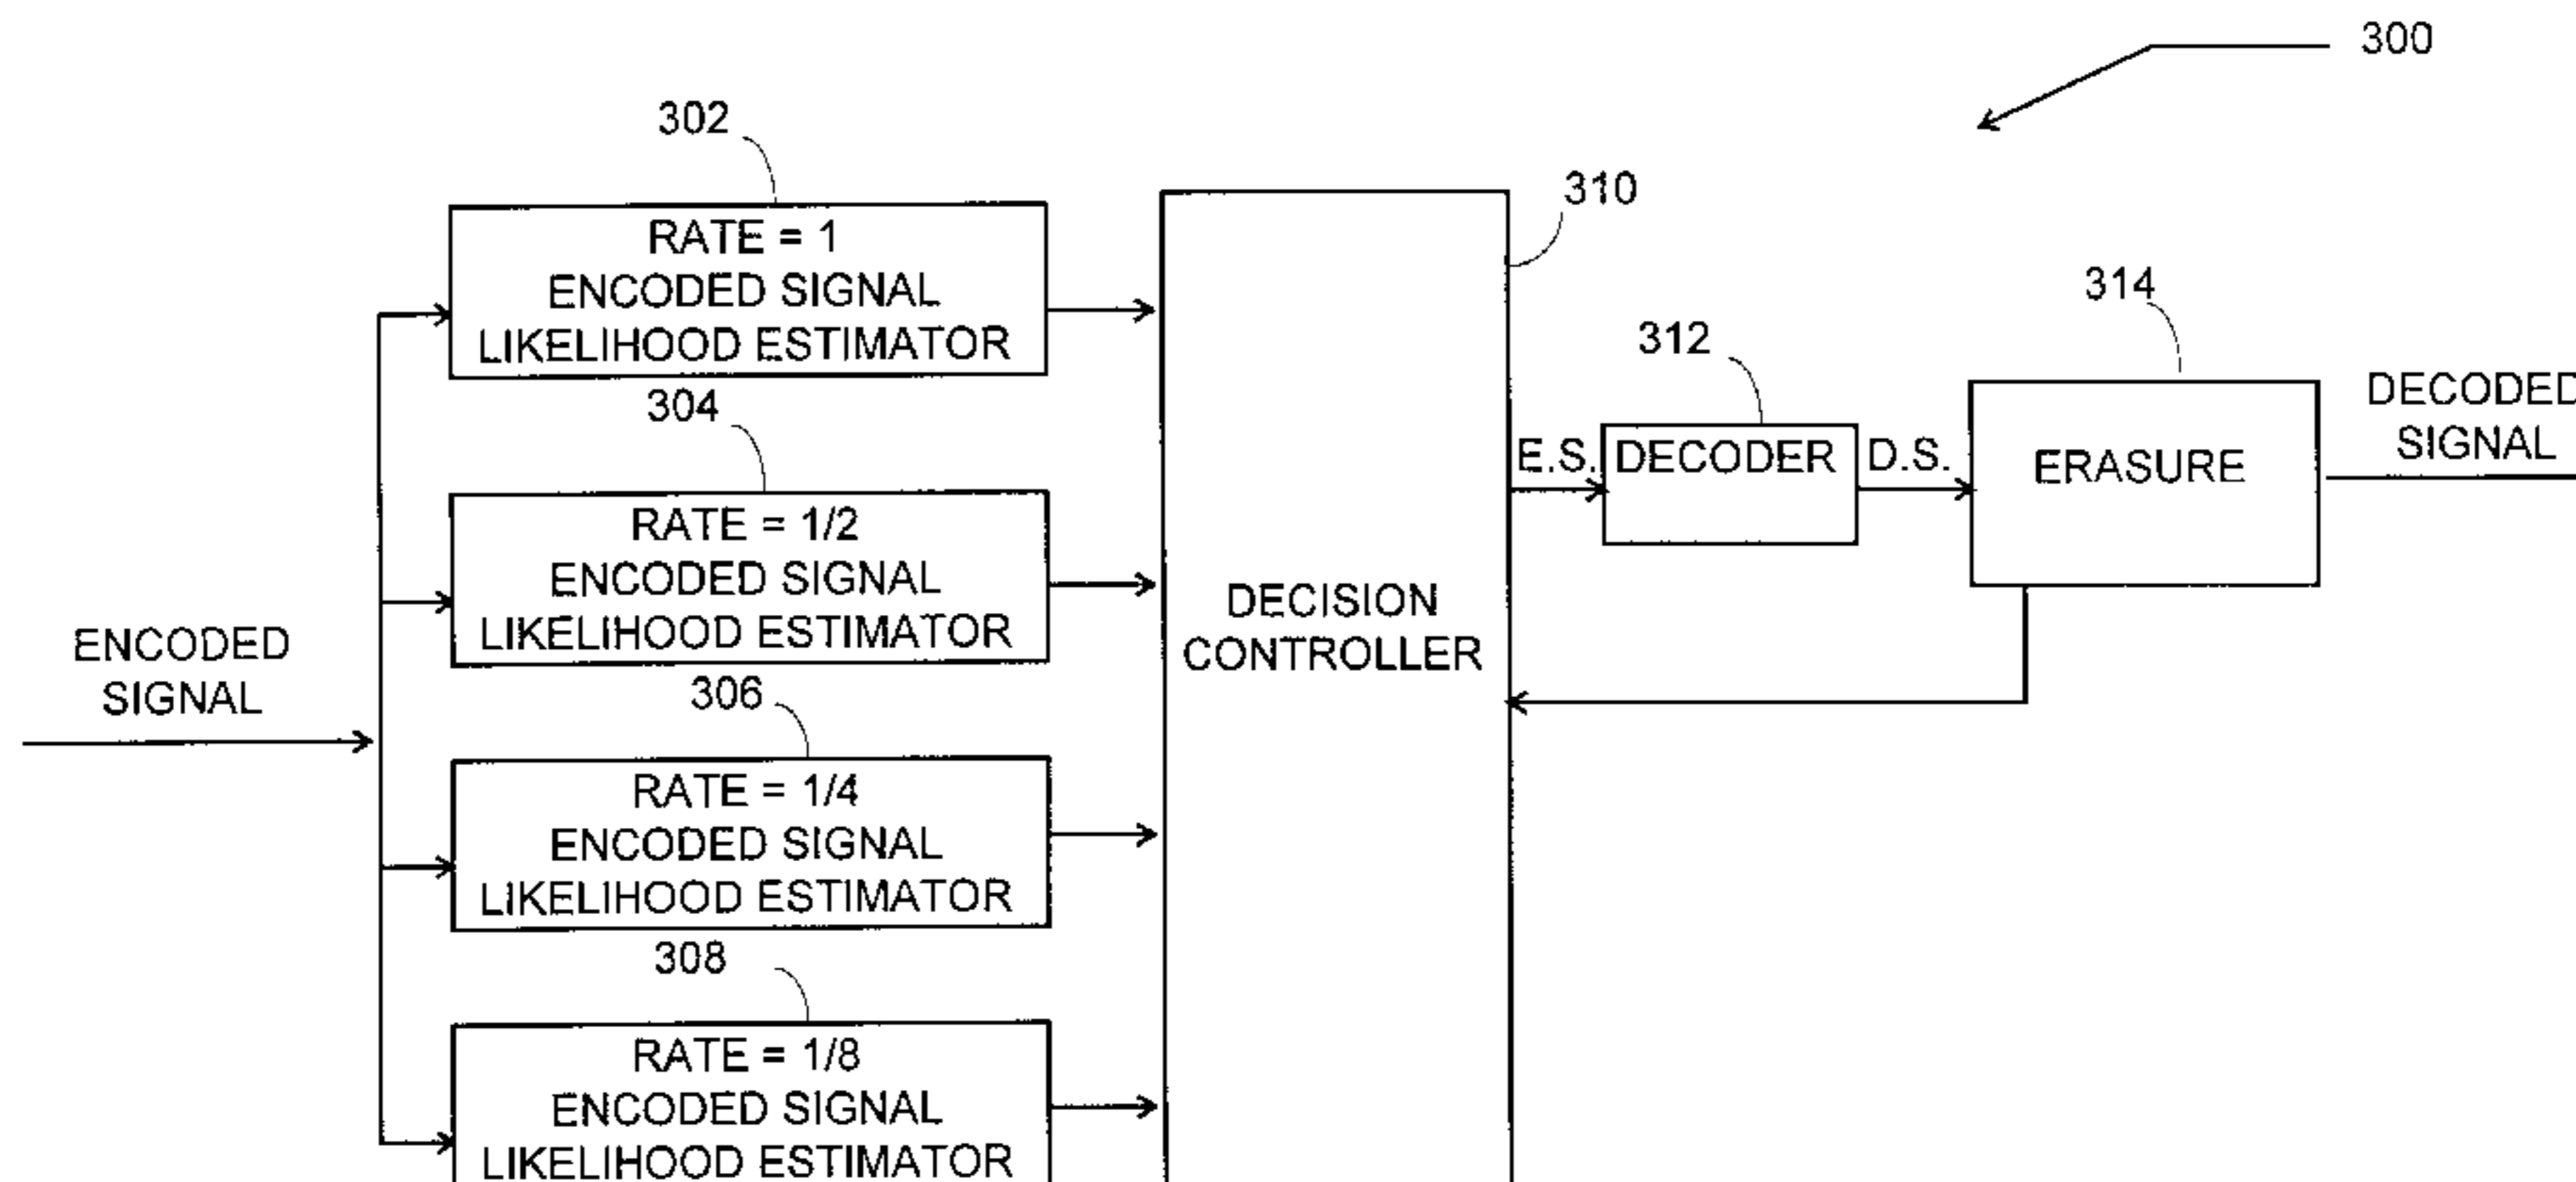 300
302
RATE = 1
ENCODED SIGNAL
LIKELIHOOD ESTIMATOR
304
RATE = 1/2
ENCODED SIGNAL
LIKELIHOOD ESTIMATOR
306
RATE = 1/4
ENCODED SIGNAL
LIKELIHOOD ESTIMATOR
308
RATE = 1/8
ENCODED SIGNAL
LIKELIHOOD ESTIMATOR
ENCODED
SIGNAL
310
DECISION
CONTROLLER
E.S.
312
DECODER
D.S.
314
ERASURE
DECODED
SIGNAL